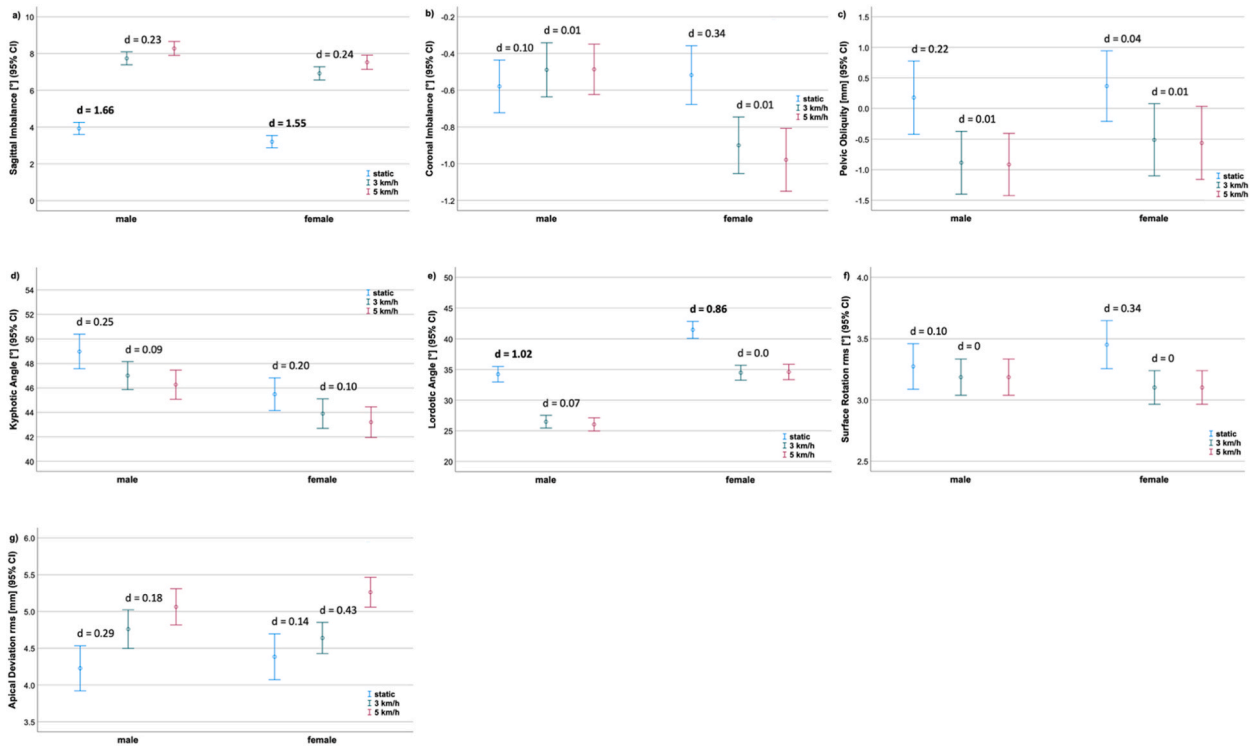 a)
Sagittal Imbalance [°] (95% CI)
10
8
6
4
2
0
d = 1.66
d = 0.23
d = 1.55
d = 0.24
static
3 km/h
5 km/h
male
female
b)
Coronal Imbalance [°] (95% CI)
-0.2
-0.4
-0.6
-0.8
-1.0
-1.2
d = 0.10
d = 0.01
d = 0.34
d = 0.01
static
3 km/h
5 km/h
male
female
c)
Pelvic Obliquity [mm] (95% CI)
1.5
1.0
0.5
0.0
-0.5
-1.0
-1.5
d = 0.22
d = 0.01
d = 0.04
d = 0.01
static
3 km/h
5 km/h
male
female
d)
Kyphotic Angle [°] (95% CI)
54
52
50
48
46
44
42
40
d = 0.25
d = 0.09
d = 0.20
d = 0.10
static
3 km/h
5 km/h
male
female
e)
Lordotic Angle [°] (95% CI)
50
45
40
35
30
25
20
d = 1.02
d = 0.07
d = 0.86
d = 0.0
static
3 km/h
5 km/h
male
female
f)
Surface Rotation rms [°] (95% CI)
4.0
3.5
3.0
2.5
d = 0.10
d = 0
d = 0.34
d = 0
static
3 km/h
5 km/h
male
female
g)
Apical Deviation rms [mm] (95% CI)
6.0
5.5
5.0
4.5
4.0
3.5
d = 0.29
d = 0.18
d = 0.14
d = 0.43
static
3 km/h
5 km/h
male
female